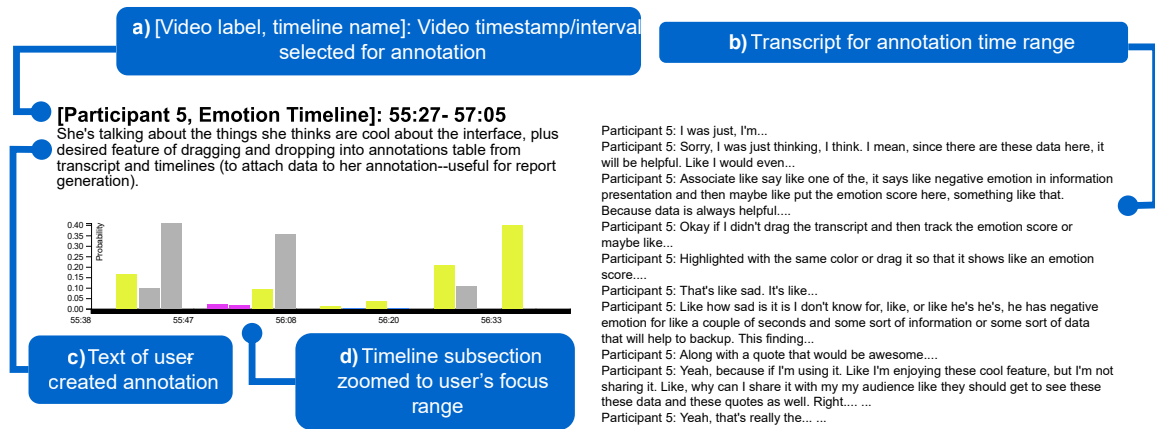 a) [Video label, timeline name]: Video timestamp/interval
selected for annotation
b) Transcript for annotation time range
[Participant 5, Emotion Timeline]: 55:27- 57:05
She's talking about the things she thinks are cool about the interface, plus
desired feature of dragging and dropping into annotations table from
transcript and timelines (to attach data to her annotation--useful for report
generation).
0.40
0.35
0.30
0.25
0.20
0.15
0.10
0.05
0.00
Probability
55:38 55:47 56:08 56:20 56:33
c) Text of user-
created annotation
d) Timeline subsection
zoomed to user's focus
range
Participant 5: I was just, I'm...
Participant 5: Sorry, I was just thinking, I think. I mean, since there are these data here, it
will be helpful. Like I would even...
Participant 5: Associate like say like one of the, it says like negative emotion in information
presentation and then maybe like put the emotion score here, something like that.
Because data is always helpful....
Participant 5: Okay if I didn't drag the transcript and then track the emotion score or
maybe like...
Participant 5: Highlighted with the same color or drag it so that it shows like an emotion
score....
Participant 5: That's like sad. It's like...
Participant 5: Like how sad is it is I don't know for, like, or like he's he's, he has negative
emotion for like a couple of seconds and some sort of information or some sort of data
that will help to backup. This finding...
Participant 5: Along with a quote that would be awesome....
Participant 5: Yeah, because if I'm using it. Like I'm enjoying these cool feature, but I'm not
sharing it. Like, why can I share it with my my audience like they should get to see these
these data and these quotes as well. Right.... ...
Participant 5: Yeah, that's really the... ...